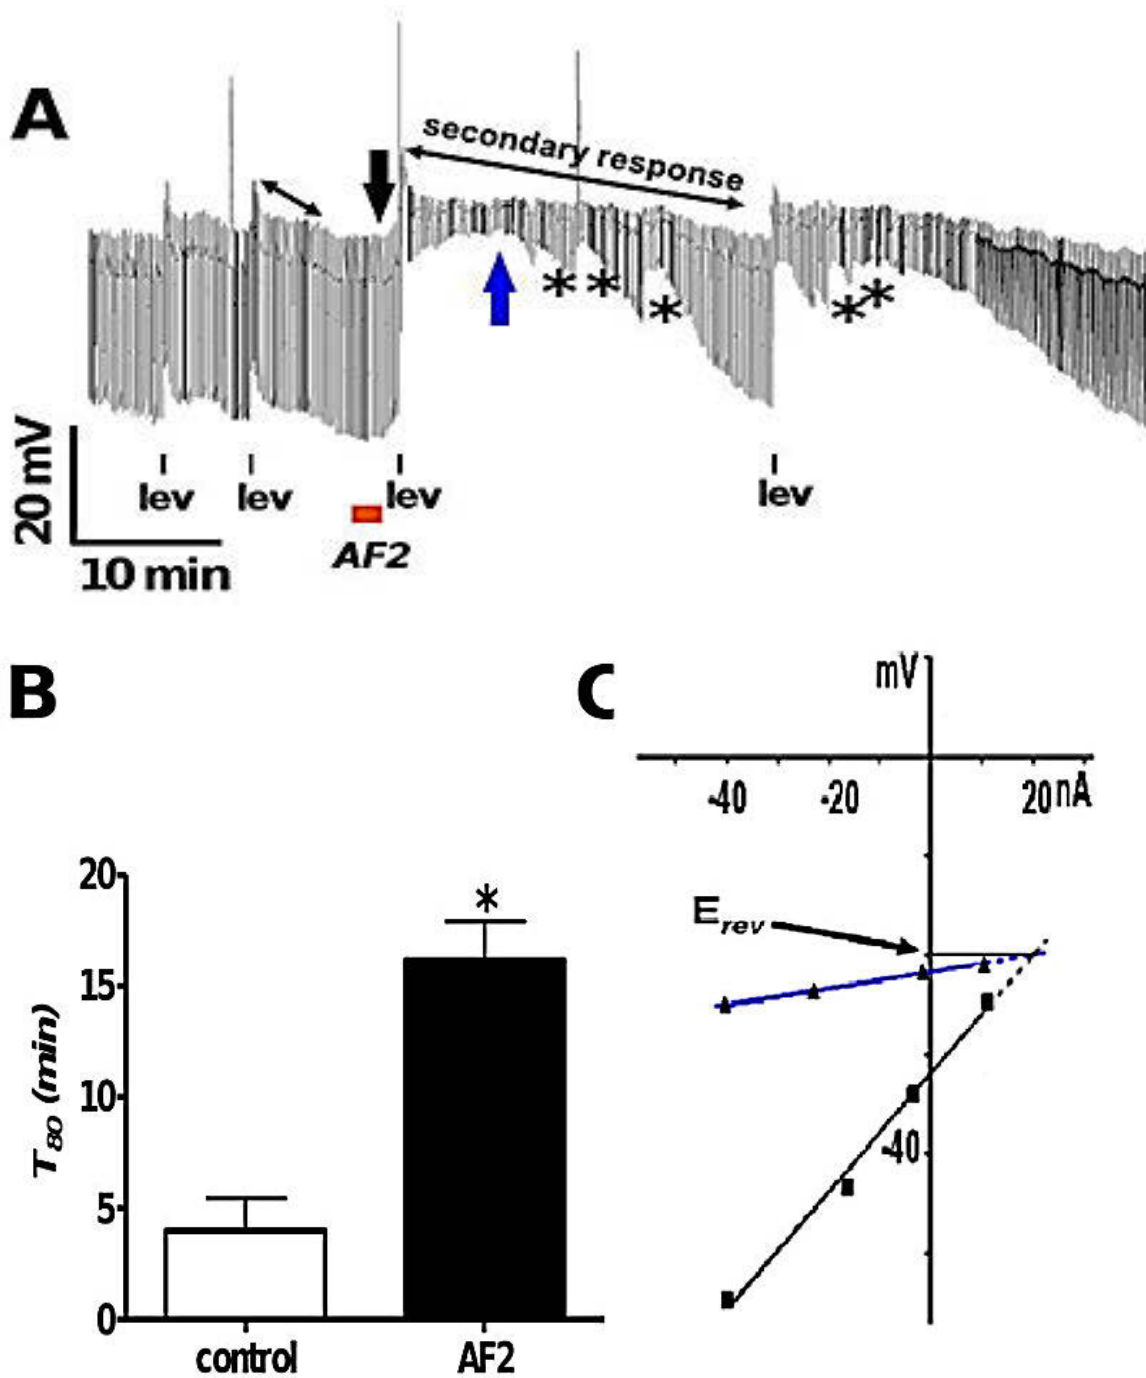 A
secondary response
20 mV
lev lev lev lev
AF2
10 min
B
T80 (min)
20
15
10
5
0
*
control AF2
C
mV
-40 -20 20 nA
Erev
-40